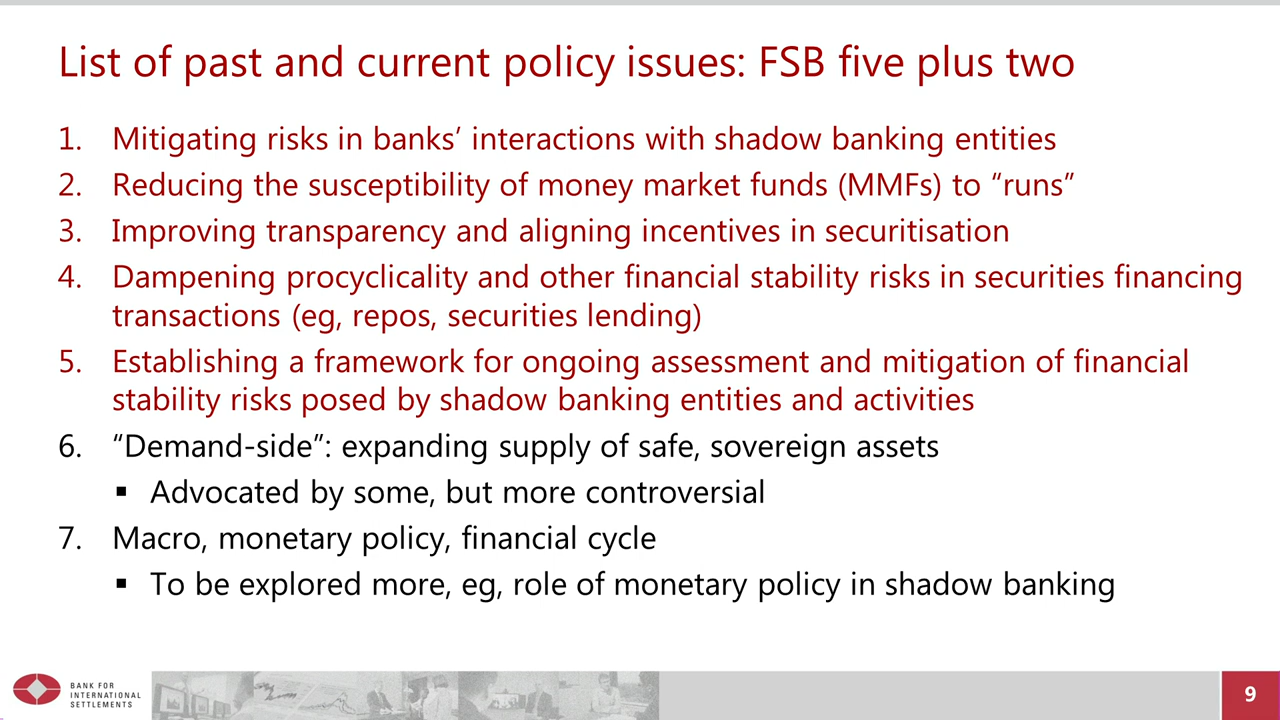 List of past and current policy issues: FSB five plus two
1. Mitigating risks in banks’ interactions with shadow banking entities
2. Reducing the susceptibility of money market funds (MMFs) to “runs”
3. Improving transparency and aligning incentives in securitisation
4. Dampening procyclicality and other financial stability risks in securities financing
transactions (eg, repos, securities lending)
5. Establishing a framework for ongoing assessment and mitigation of financial
stability risks posed by shadow banking entities and activities
6. “Demand-side”: expanding supply of safe, sovereign assets
▪ Advocated by some, but more controversial
7. Macro, monetary policy, financial cycle
▪ To be explored more, eg, role of monetary policy in shadow banking
BANK FOR
INTERNATIONAL
SETTLEMENTS
9